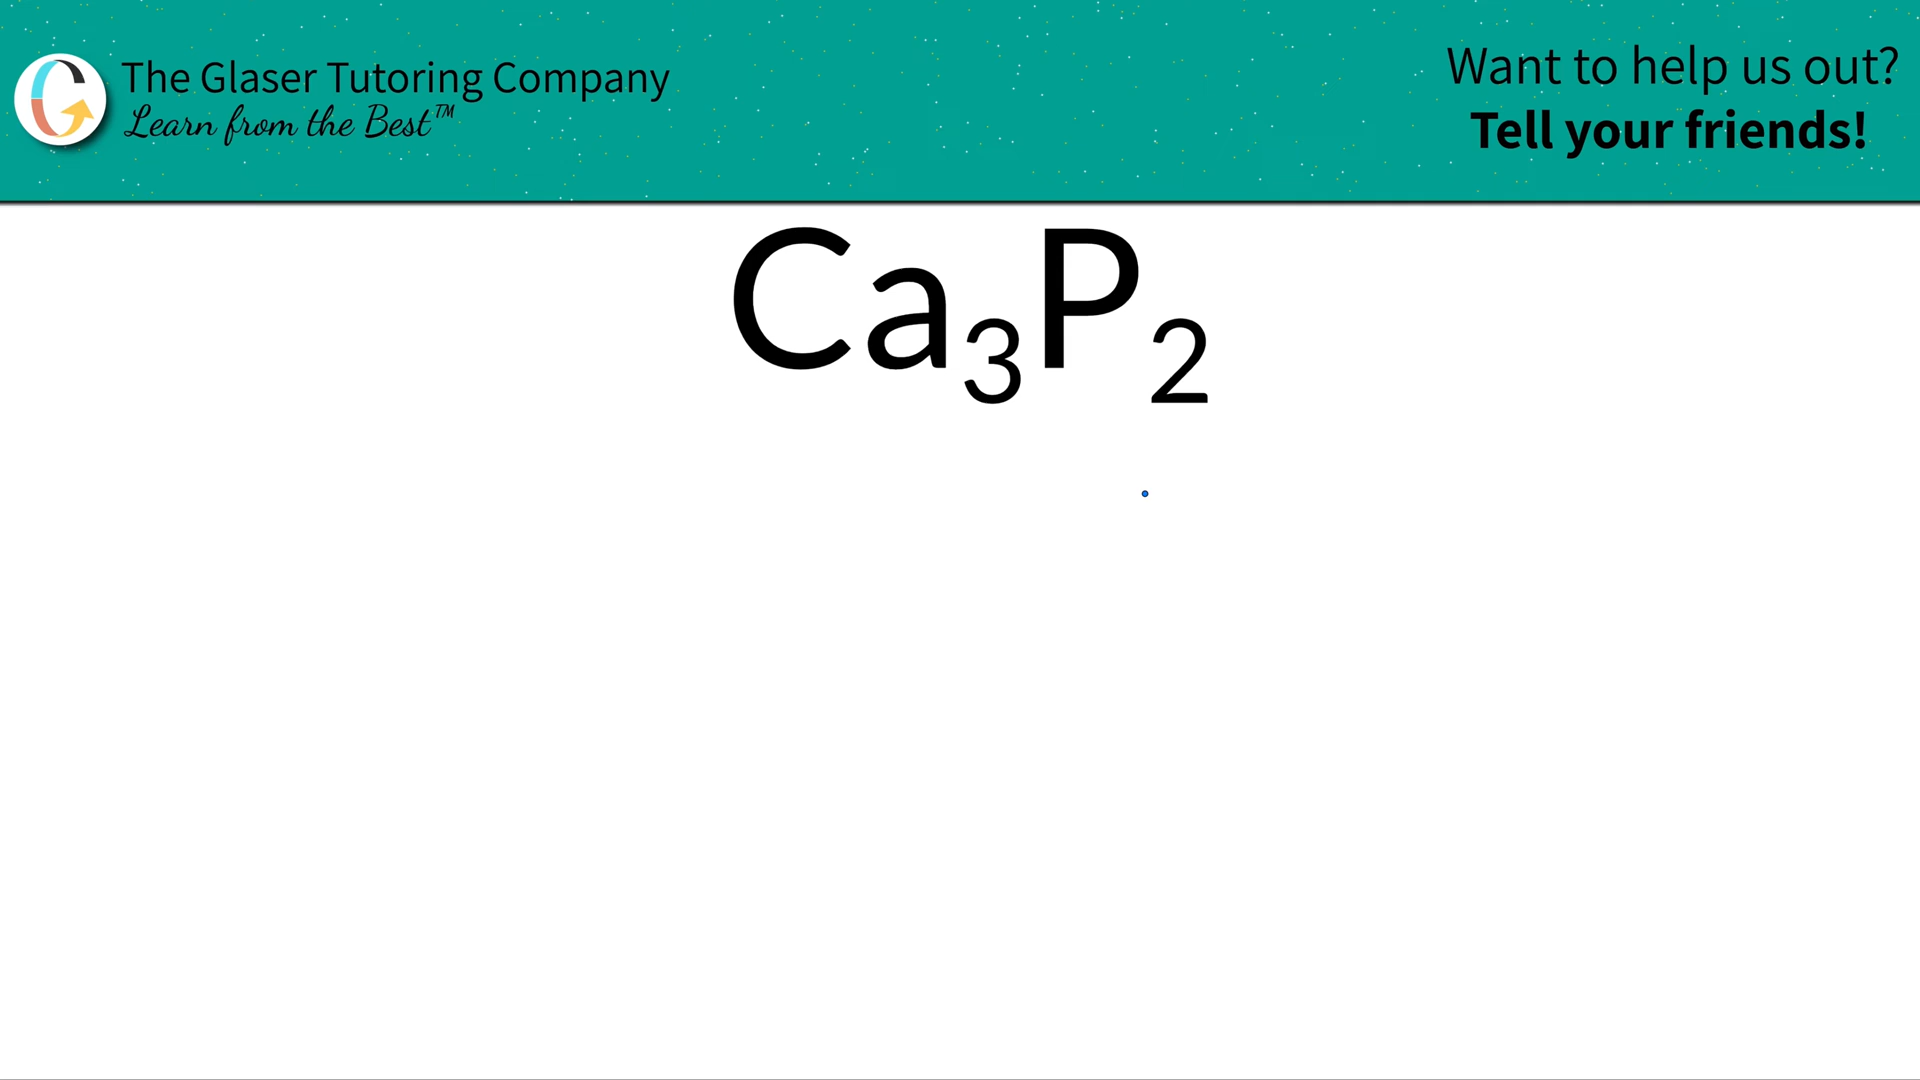 The Glaser Tutoring Company
Learn from the Best™
Want to help us out?
Tell your friends!
Ca₃P₂